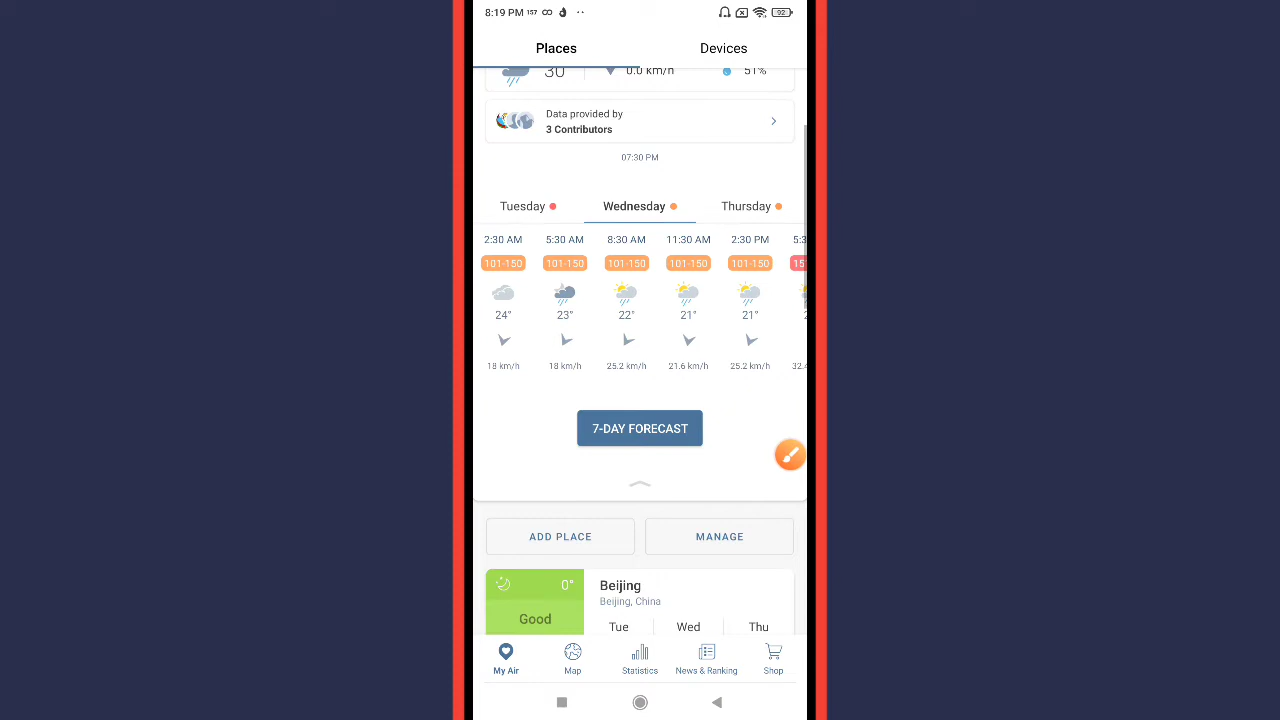 8:19 PM 157
92
Places Devices
30 0.0 km/h 51%
Data provided by
3 Contributors
07:30 PM
Tuesday Wednesday Thursday
2:30 AM 5:30 AM 8:30 AM 11:30 AM 2:30 PM
101-150 101-150 101-150 101-150 101-150
24° 23° 22° 21° 21°
18 km/h 18 km/h 25.2 km/h 21.6 km/h 25.2 km/h
7-DAY FORECAST
ADD PLACE MANAGE
0° Beijing
Beijing, China
Good
Tue Wed Thu
My Air Map Statistics News & Ranking Shop